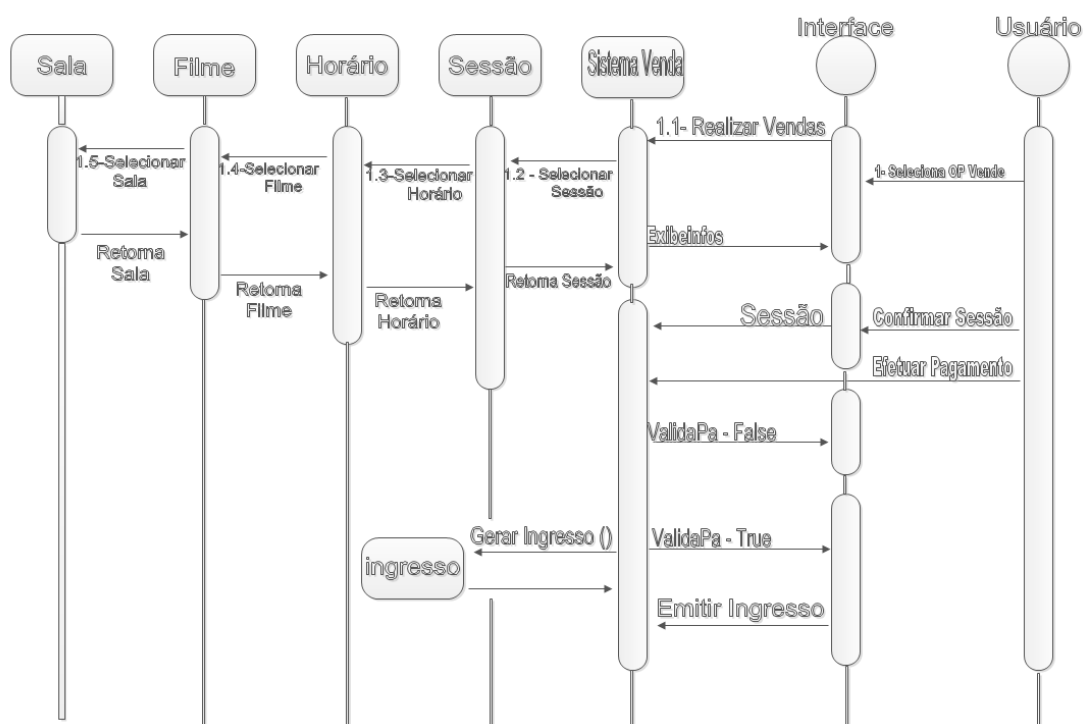 Interface
Usuário
Sala
Filme
Horário
Sessão
Sistema Venda
1.1- Realizar Vendas
1.5-Selecionar
Sala
1.4-Selecionar
Filme
1.3-Selecionar
Horário
1.2 - Selecionar
Sessão
1- Seleciona OP Vende
Exibeinfos
Retorna
Sala
Retorna
Filme
Retorna
Horário
Retorna Sessão
Sessão
Confirmar Sessão
Efetuar Pagamento
ValidaPa - False
Gerar Ingresso ()
ValidaPa - True
ingresso
Emitir Ingresso